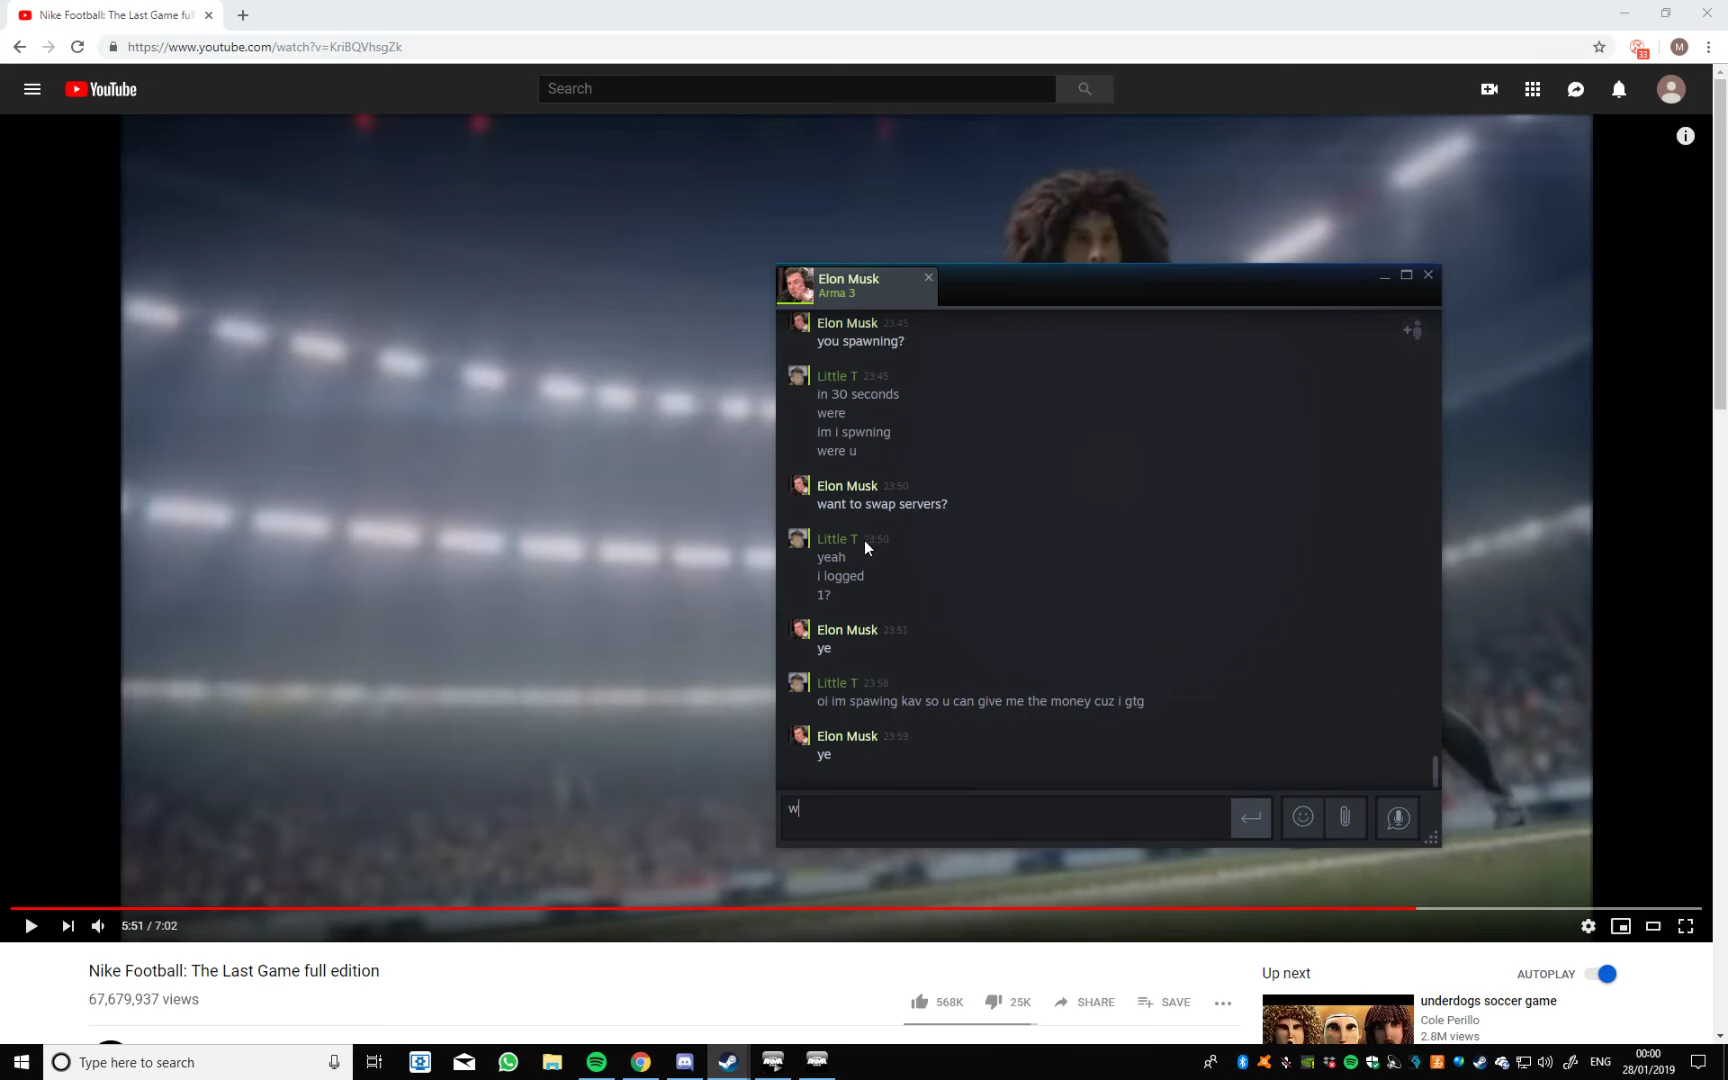 Nike Football: The Last Game ful
https://www.youtube.com/watch?v=KriBQVhsgZk
33
M
YouTube
Search
Elon Musk
Arma 3
Elon Musk 23:45
you spawning?
Little T 23:45
in 30 seconds
were
im i spwning
were u
Elon Musk 23:50
want to swap servers?
Little T 23:50
yeah
i logged
1?
Elon Musk 23:51
ye
Little T 23:58
oi im spawing kav so u can give me the money cuz i gtg
Elon Musk 23:59
ye
w
5:51 / 7:02
Nike Football: The Last Game full edition
67,679,937 views
568K
25K
SHARE
SAVE
Up next
AUTOPLAY
underdogs soccer game
Cole Perillo
2.8M views
Type here to search
ENG
00:00
28/01/2019